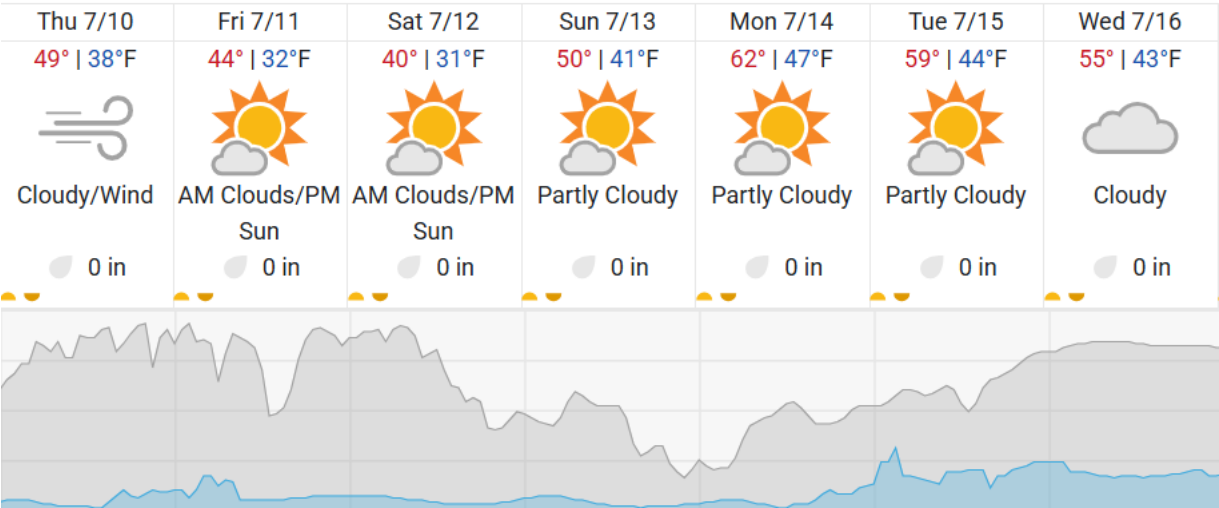 Thu 7/10
Fri 7/11
Sat 7/12
Sun 7/13
Mon 7/14
Tue 7/15
Wed 7/16
49° | 38°F
44° | 32°F
40° | 31°F
50° | 41°F
62° | 47°F
59° | 44°F
55° | 43°F
Cloudy/Wind
AM Clouds/PM
Sun
AM Clouds/PM
Sun
Partly Cloudy
Partly Cloudy
Partly Cloudy
Cloudy
0 in
0 in
0 in
0 in
0 in
0 in
0 in